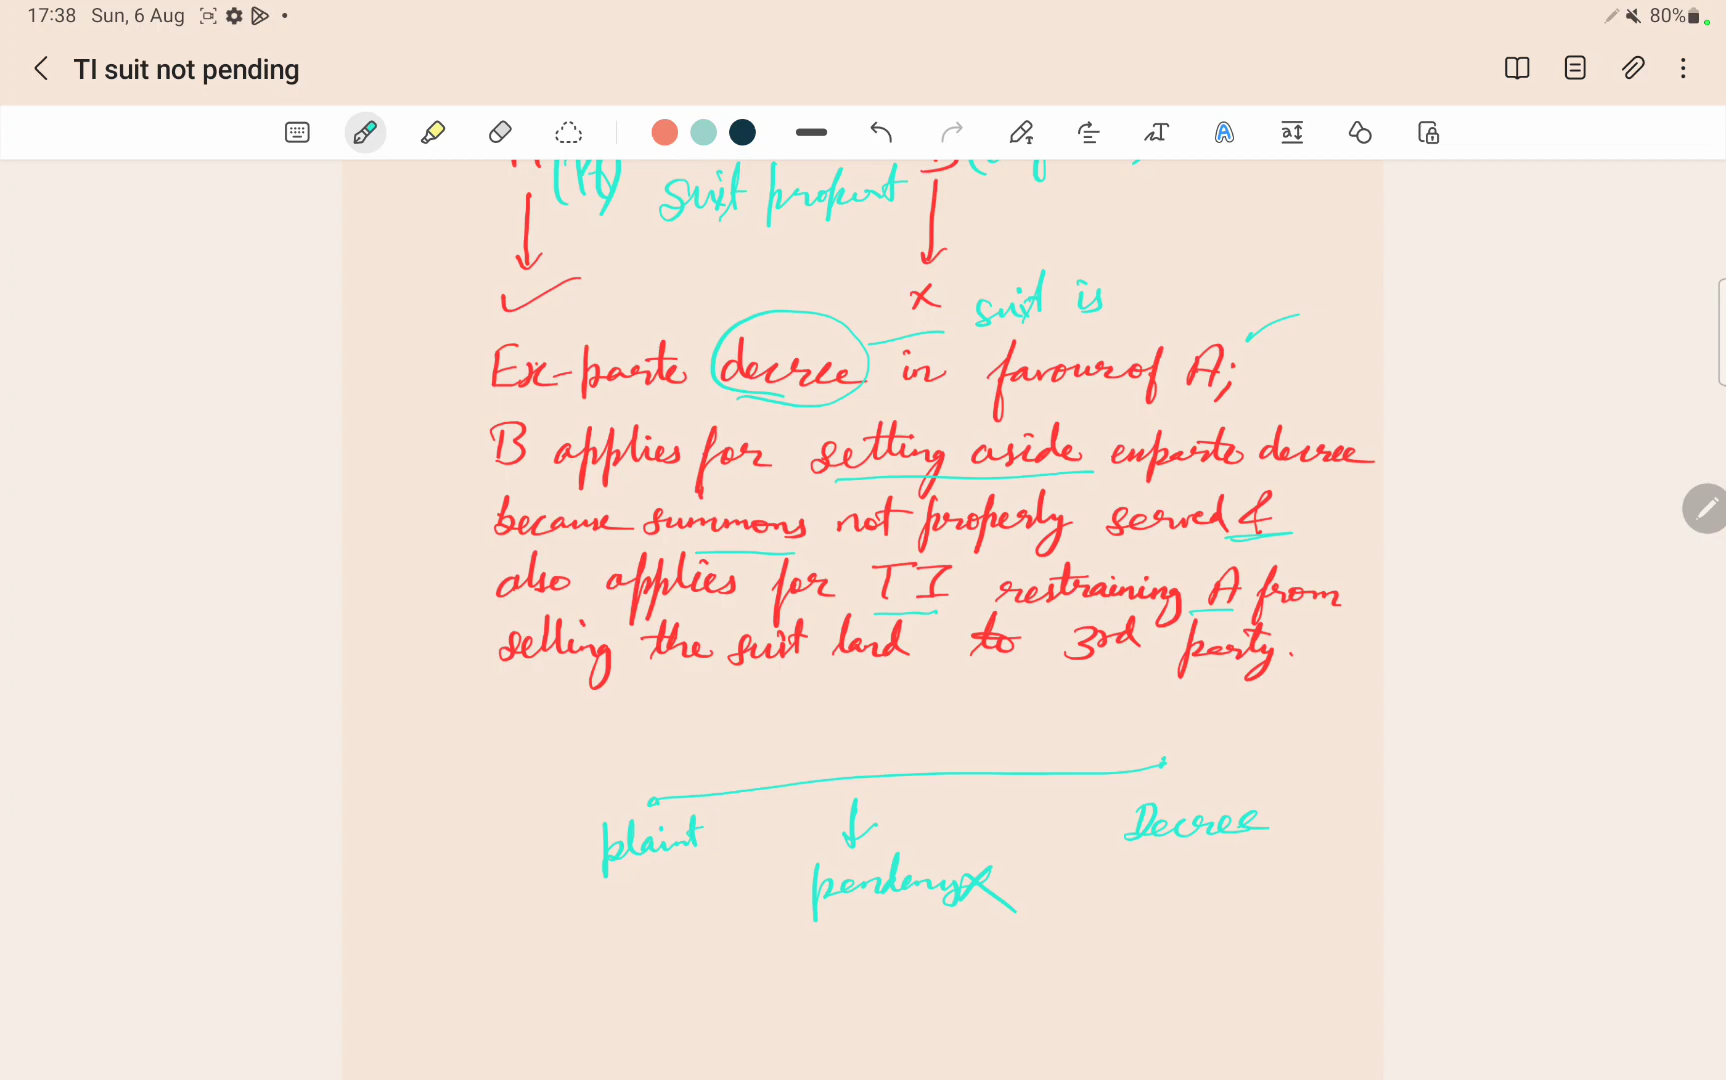 17:38 Sun, 6 Aug 80%
TI suit not pending
suit propert
x suit is
Ex-parte decree in favour of A;
B applies for setting aside exparte decree
because summons not properly served &
also applies for TI restraining A from
selling the suit land to 3rd party.
plaint Decree
pendency